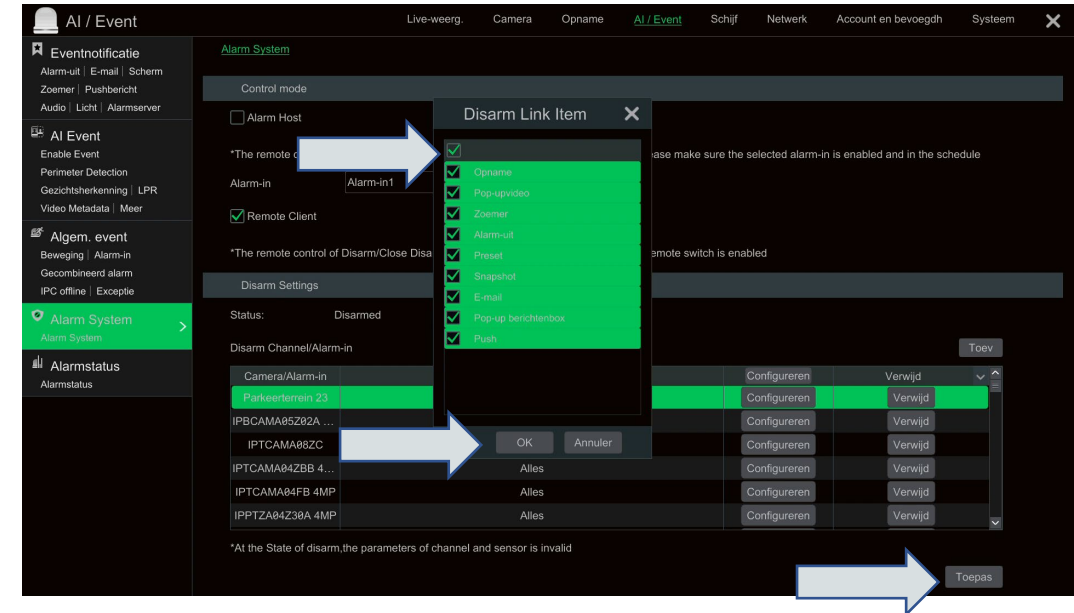 AI / Event
Live-weerg. Camera Opname AI / Event Schijf Netwerk Account en bevoegdh Systeem
Eventnotificatie
Alarm-uit | E-mail | Scherm
Zoemer | Pushbericht
Audio | Licht | Alarmserver
AI Event
Enable Event
Perimeter Detection
Gezichtsherkenning | LPR
Video Metadata | Meer
Algem. event
Beweging | Alarm-in
Gecombineerd alarm
IPC offline | Exceptie
Alarm System
Alarm System
Alarmstatus
Alarmstatus
Alarm System
Control mode
Alarm Host
*The remote make sure the selected alarm-in is enabled and in the schedule
Alarm-in Alarm-in1
Remote Client
*The remote control of Disarm/Close switch is enabled
Disarm Settings
Status: Disarmed
Disarm Channel/Alarm-in Toev
Camera/Alarm-in Configureren Verwijd
Parkeerterrein 23 Configureren Verwijd
IPBCAMA05Z02A ... Configureren Verwijd
IPTCAMA08ZC Configureren Verwijd
IPTCAMA04ZBB 4... Alles Configureren Verwijd
IPTCAMA04FB 4MP Alles Configureren Verwijd
IPPTZA04Z30A 4MP Alles Configureren Verwijd
*At the State of disarm,the parameters of channel and sensor is invalid
Toepas
Disarm Link Item
Opname
Pop-upvideo
Zoemer
Alarm-uit
Preset
Snapshot
E-mail
Pop-up berichtenbox
Push
OK Annuler